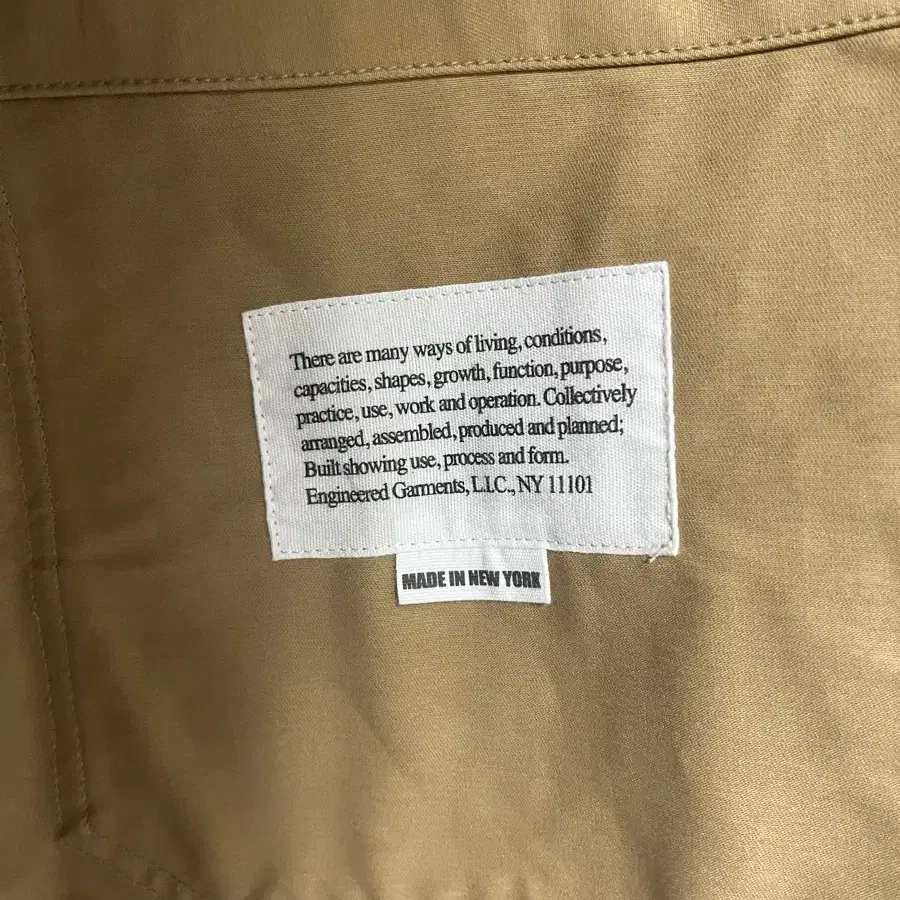 There are many ways of living, conditions,
capacities, shapes, growth, function, purpose,
practice, use, work and operation. Collectively
arranged, assembled, produced and planned;
Built showing use, process and form.
Engineered Garments, L.I.C., NY 11101
MADE IN NEW YORK